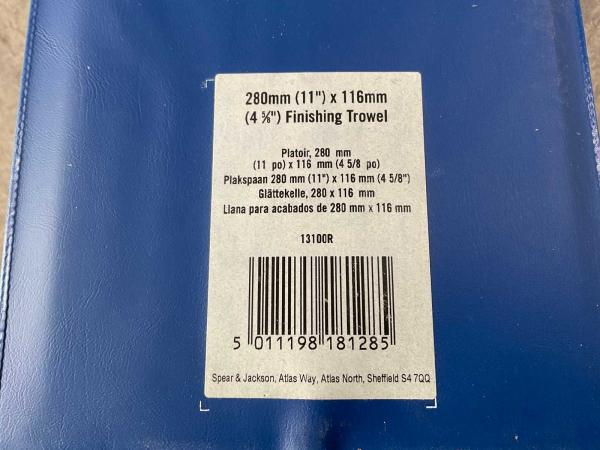 280mm (11") x 116mm
(4 ⅝") Finishing Trowel
Platoir, 280 mm
(11 po) x 116 mm (4 5/8 po)
Plakspaan 280 mm (11") x 116 mm (4 5/8")
Glättekelle, 280 x 116 mm
Llana para acabados de 280 mm x 116 mm
13100R
5 011198 181285
Spear & Jackson, Atlas Way, Atlas North, Sheffield S4 7QQ